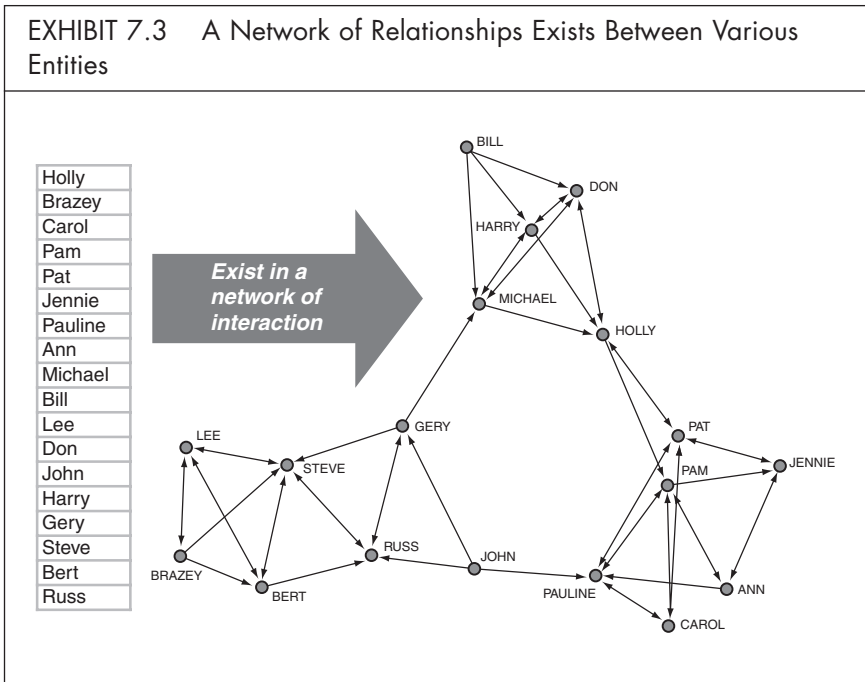 EXHIBIT 7.3 A Network of Relationships Exists Between Various
Entities
Holly
Brazey
Carol
Pam
Pat
Jennie
Pauline
Ann
Michael
Bill
Lee
Don
John
Harry
Gery
Steve
Bert
Russ
Exist in a
network of
interaction
BILL
DON
HARRY
MICHAEL
HOLLY
GERY
LEE
STEVE
PAT
PAM
JENNIE
RUSS
JOHN
BRAZEY
BERT
PAULINE
ANN
CAROL